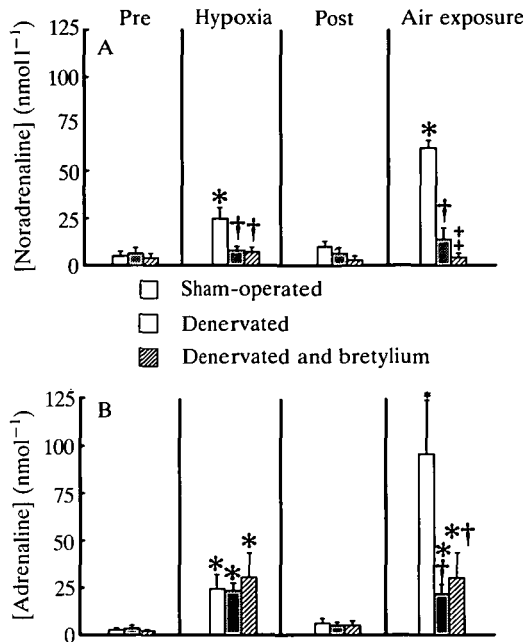 Pre Hypoxia Post Air exposure
A
[Noradrenaline] (nmol l⁻¹)
125
100
75
50
25
0
*
†† 
*
†
‡
Sham-operated
Denervated
Denervated and bretylium
B
[Adrenaline] (nmol⁻¹)
125
100
75
50
25
0
* * *
*
* † * †